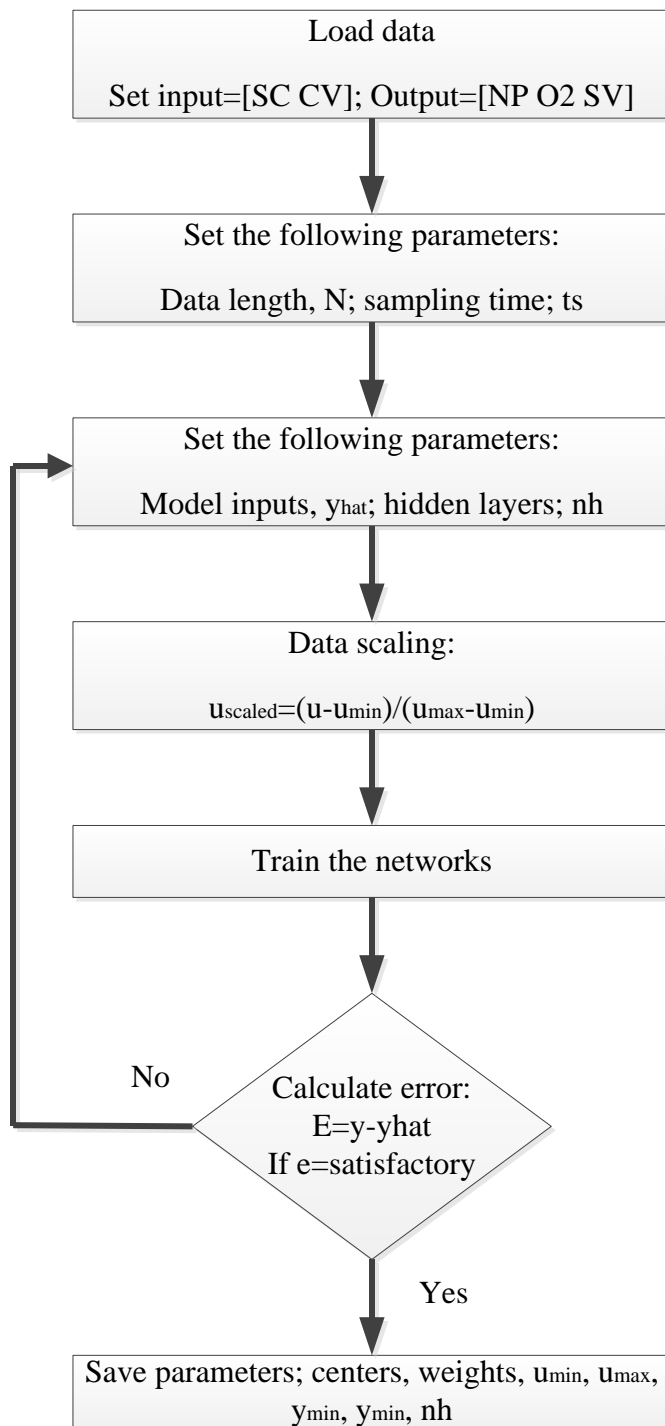 Load data
Set input=[SC CV]; Output=[NP O2 SV]
Set the following parameters:
Data length, N; sampling time; ts
Set the following parameters:
Model inputs, yhat; hidden layers; nh
Data scaling:
uscaled=(u-umin)/(umax-umin)
Train the networks
No
Calculate error:
E=y-yhat
If e=satisfactory
Yes
Save parameters; centers, weights, umin, umax,
ymin, ymin, nh